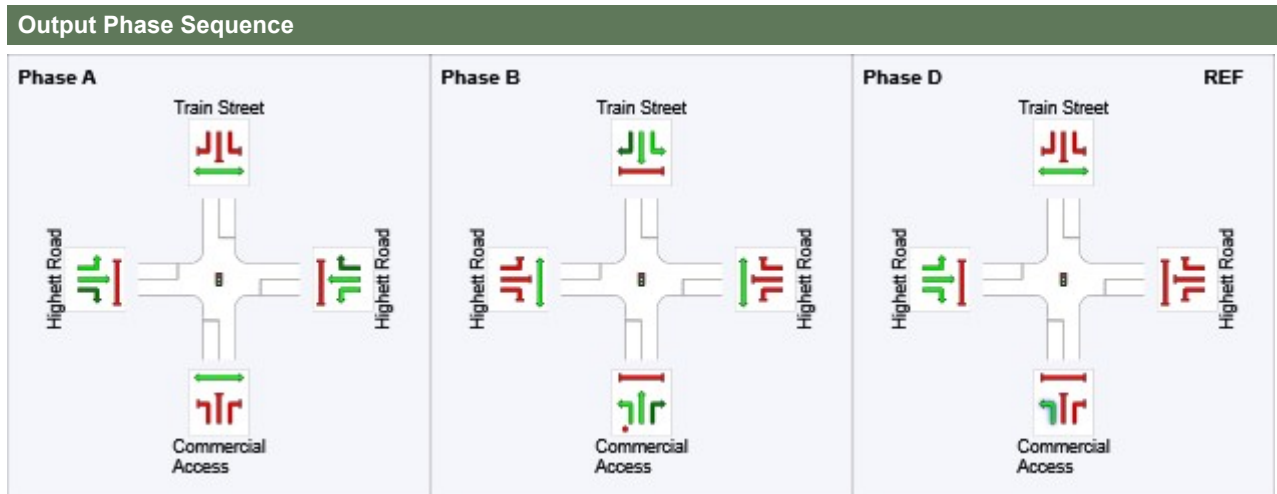 Output Phase Sequence
Phase A
Train Street
Highett Road
Highett Road
Commercial
Access
Phase B
Train Street
Highett Road
Highett Road
Commercial
Access
Phase D
REF
Train Street
Highett Road
Highett Road
Commercial
Access